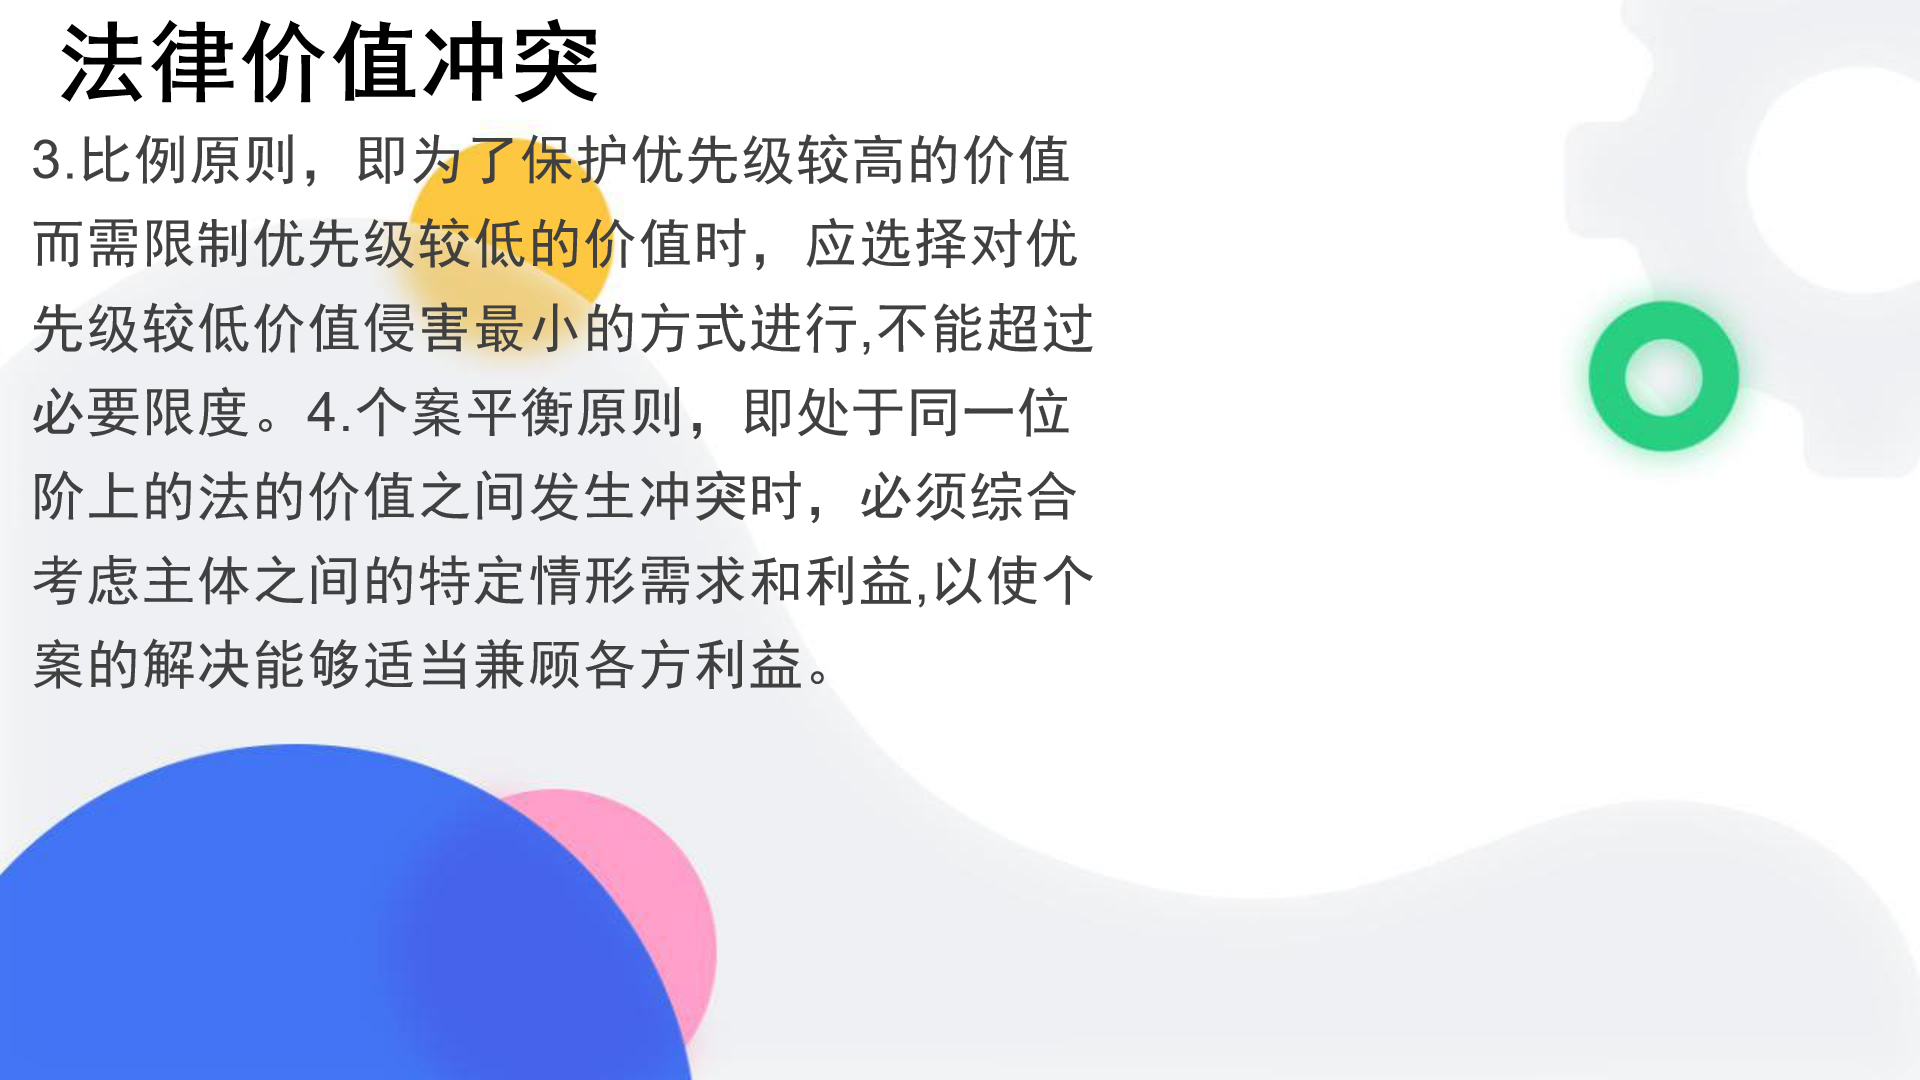 法律价值冲突
3.比例原则，即为了保护优先级较高的价值
而需限制优先级较低的价值时，应选择对优
先级较低价值侵害最小的方式进行,不能超过
必要限度。4.个案平衡原则，即处于同一位
阶上的法的价值之间发生冲突时，必须综合
考虑主体之间的特定情形需求和利益,以使个
案的解决能够适当兼顾各方利益。